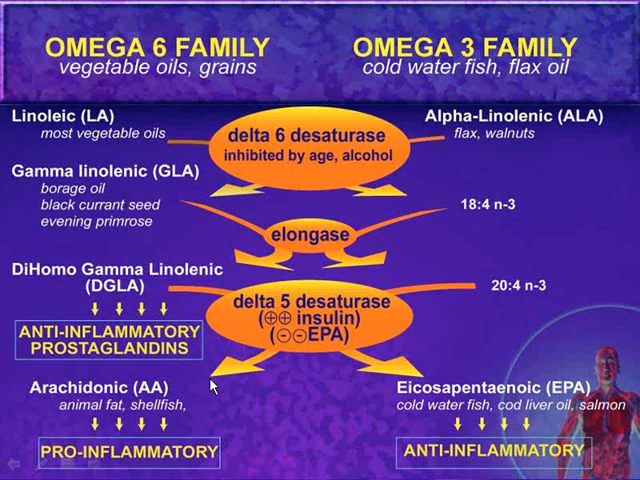 OMEGA 6 FAMILY
vegetable oils, grains
OMEGA 3 FAMILY
cold water fish, flax oil
Linoleic (LA)
most vegetable oils
delta 6 desaturase
inhibited by age, alcohol
Alpha-Linolenic (ALA)
flax, walnuts
Gamma linolenic (GLA)
borage oil
black currant seed
evening primrose
elongase
18:4 n-3
DiHomo Gamma Linolenic
(DGLA)
delta 5 desaturase
(⊕⊕ insulin)
(⊖⊖EPA)
20:4 n-3
ANTI-INFLAMMATORY
PROSTAGLANDINS
Arachidonic (AA)
animal fat, shellfish,
PRO-INFLAMMATORY
Eicosapentaenoic (EPA)
cold water fish, cod liver oil, salmon
ANTI-INFLAMMATORY